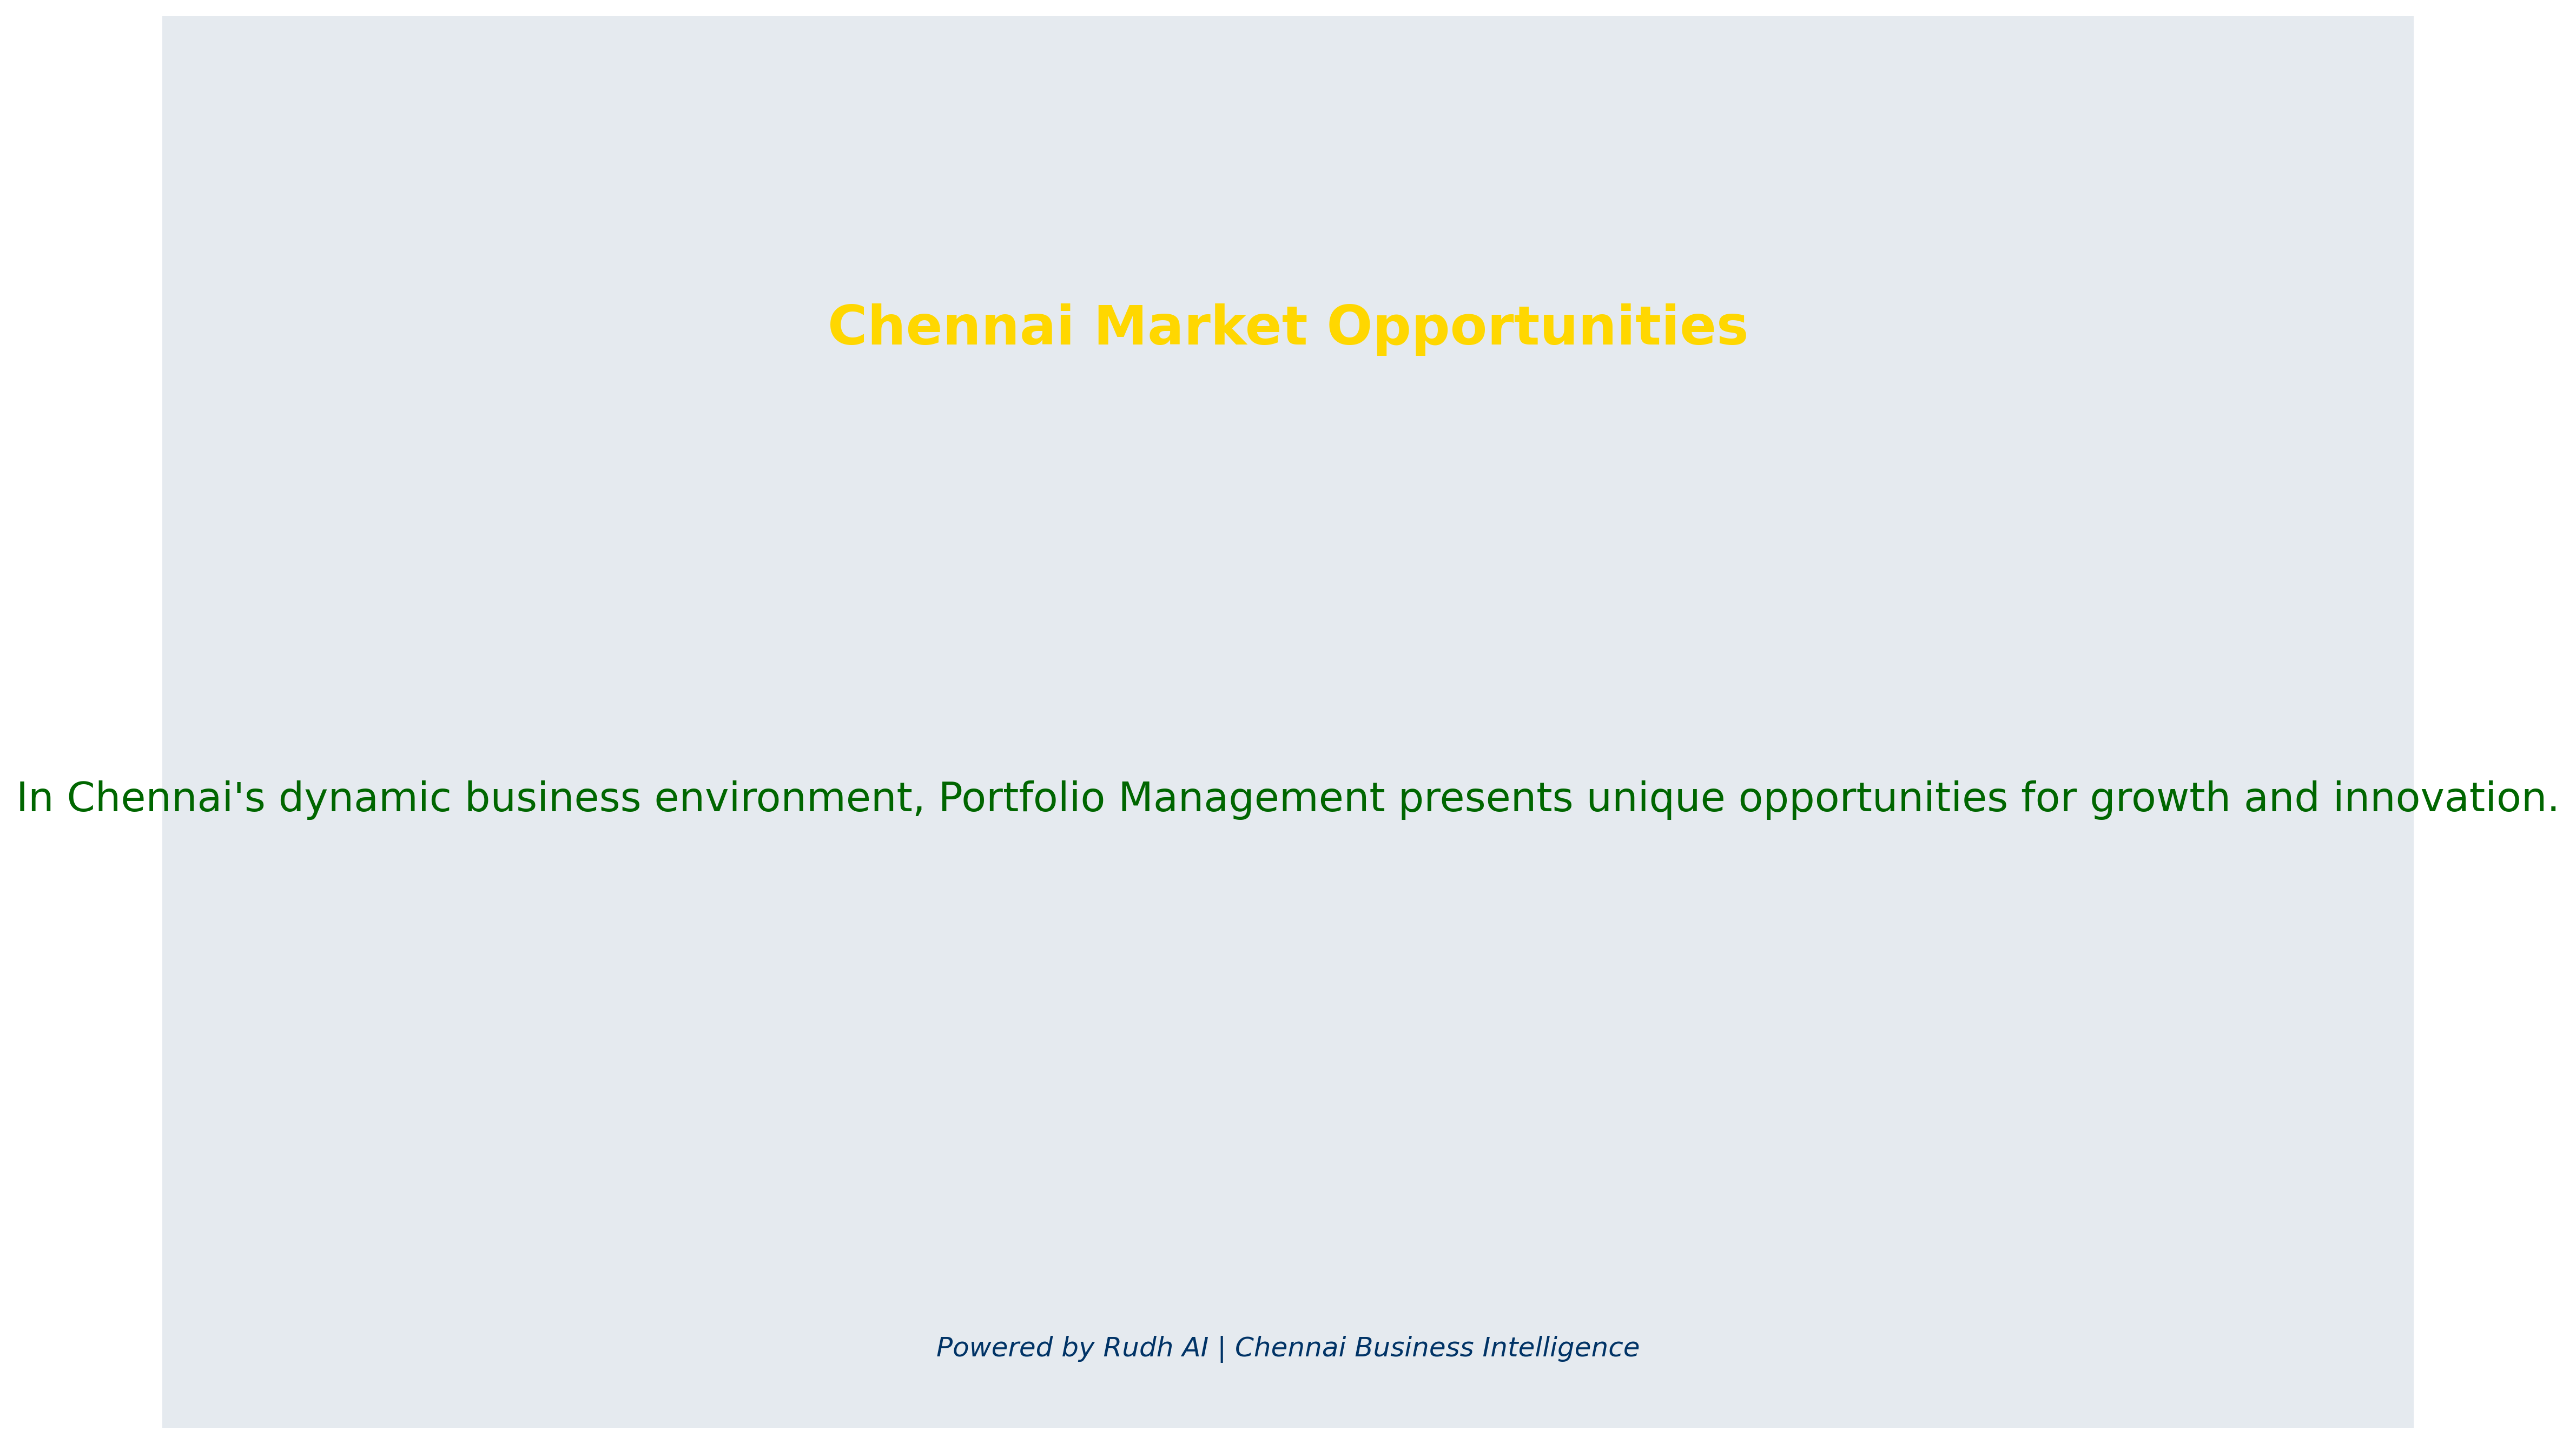 Chennai Market Opportunities
In Chennai's dynamic business environment, Portfolio Management presents unique opportunities for growth and innovation.
Powered by Rudh AI | Chennai Business Intelligence